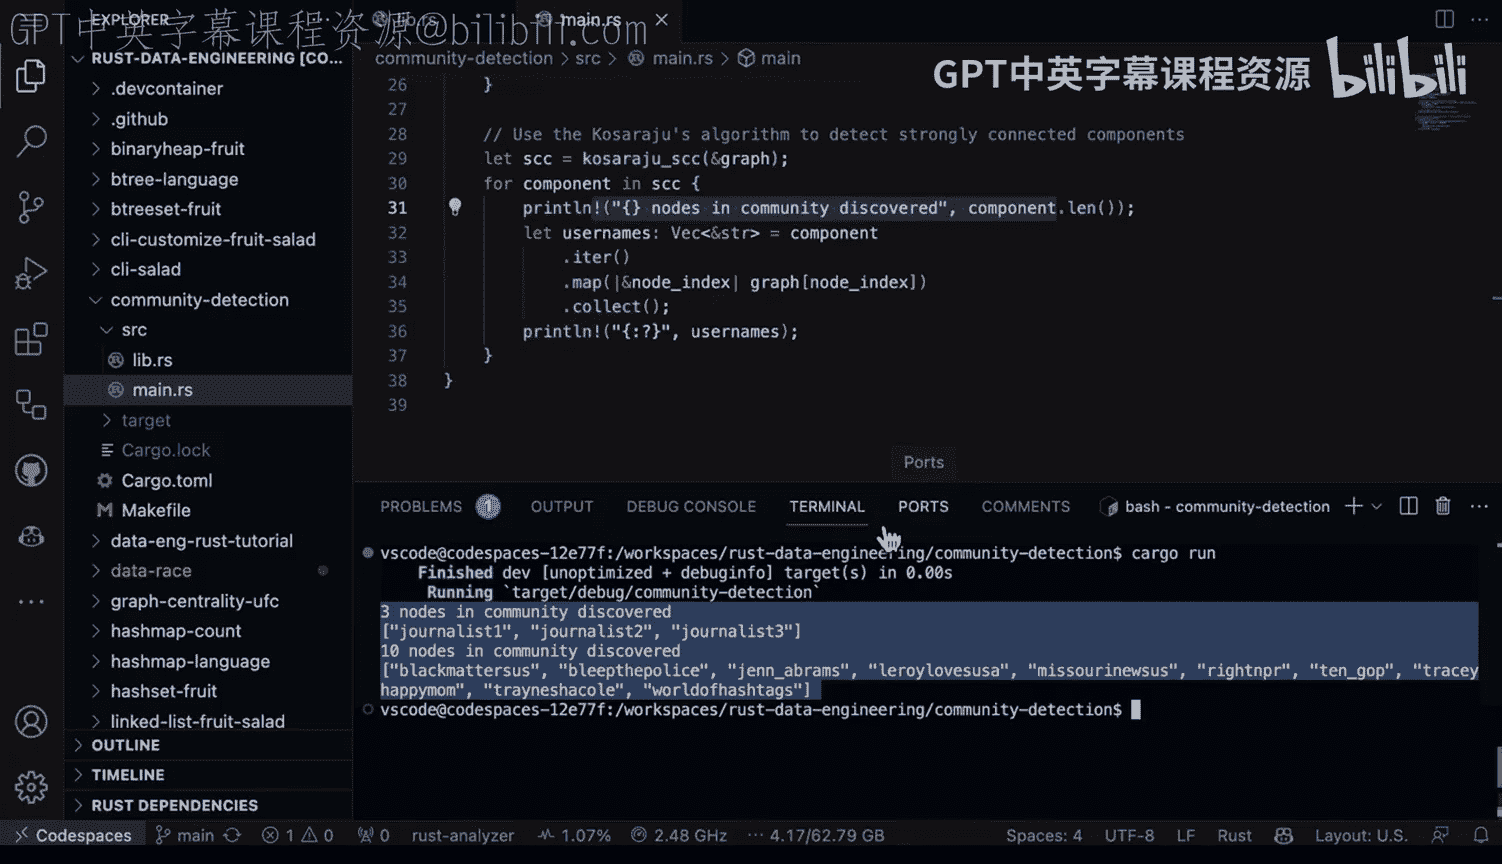 GPT中英字幕课程资源@bilibili.com
EXPLORER
main.rs
GPT中英字幕课程资源 bilibili
RUST-DATA-ENGINEERING [CO...
.devcontainer
.github
binaryheap-fruit
btree-language
btreeset-fruit
cli-customize-fruit-salad
cli-salad
community-detection
src
lib.rs
main.rs
target
Cargo.lock
Cargo.toml
Makefile
data-eng-rust-tutorial
data-race
graph-centrality-ufc
hashmap-count
hashmap-language
hashset-fruit
linked-list-fruit-salad
OUTLINE
TIMELINE
RUST DEPENDENCIES
community-detection > src > main.rs > main
26 }
27
28 // Use the Kosaraju's algorithm to detect strongly connected components
29 let scc = kosaraju_scc(&graph);
30 for component in scc {
31 println!("{} nodes in community discovered", component.len());
32 let usernames: Vec<&str> = component
33 .iter()
34 .map(|&node_index| graph[node_index])
35 .collect();
36 println!("{:?}", usernames);
37 }
38 }
39
Ports
PROBLEMS 1 OUTPUT DEBUG CONSOLE TERMINAL PORTS COMMENTS bash - community-detection
vscode@codespaces-12e77f:/workspaces/rust-data-engineering/community-detection$ cargo run
Finished dev [unoptimized + debuginfo] target(s) in 0.00s
Running `target/debug/community-detection`
3 nodes in community discovered
["journalist1", "journalist2", "journalist3"]
10 nodes in community discovered
["blackmattersus", "bleepthepolice", "jenn_abrams", "leroylovesusa", "missourinewsus", "rightnpr", "ten_gop", "tracey
happymom", "trayneshacole", "worldofhashtags"]
vscode@codespaces-12e77f:/workspaces/rust-data-engineering/community-detection$
Codespaces main 1 0 0 rust-analyzer 1.07% 2.48 GHz 4.17/62.79 GB Spaces: 4 UTF-8 LF Rust Layout: U.S.